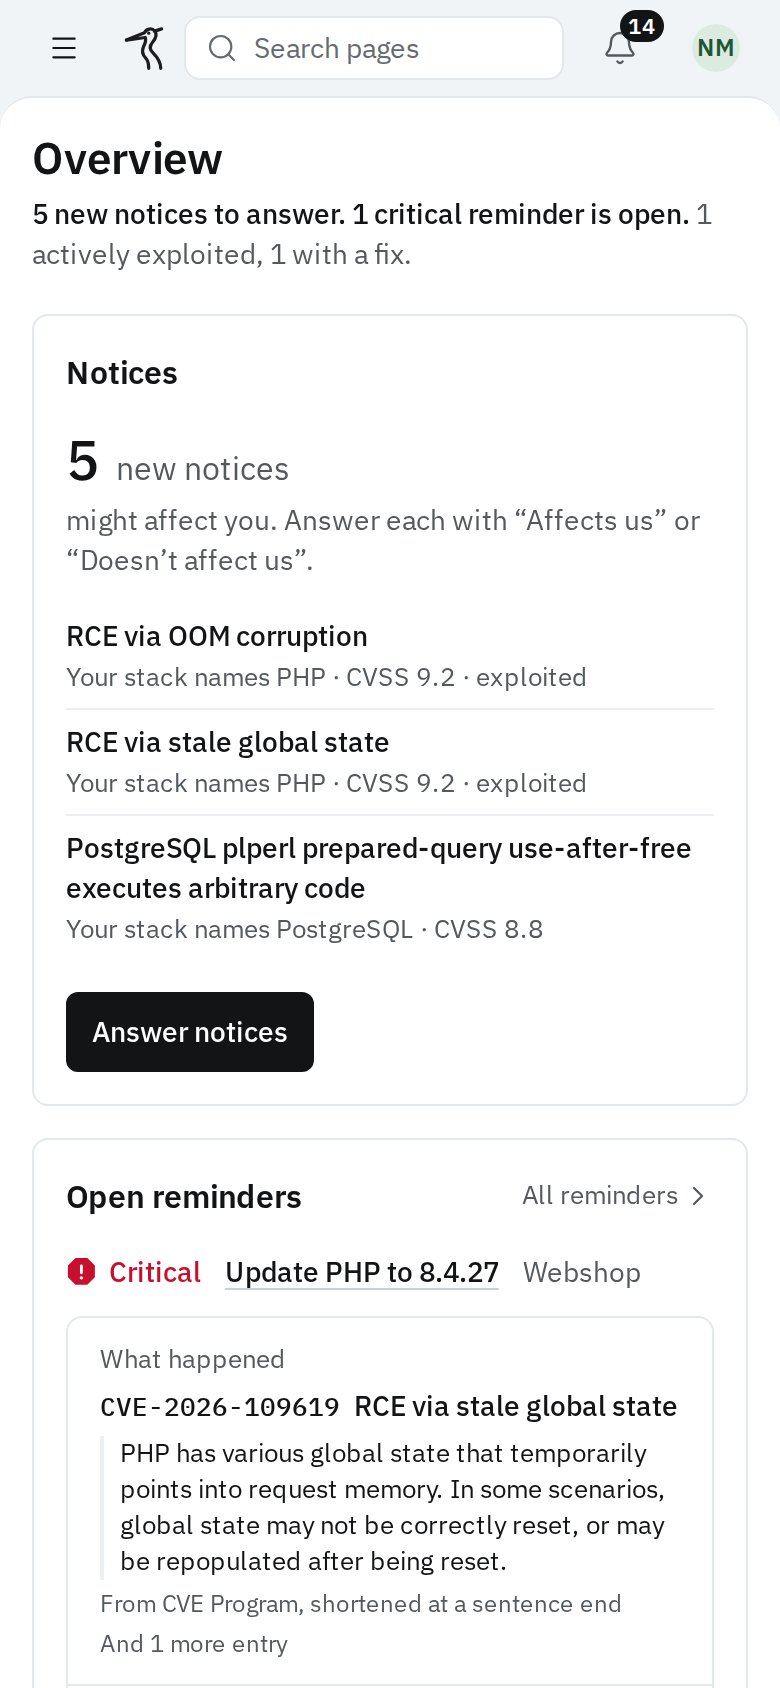 Search pages
14
NM
Overview
5 new notices to answer. 1 critical reminder is open. 1
actively exploited, 1 with a fix.
Notices
5 new notices
might affect you. Answer each with “Affects us” or
“Doesn’t affect us”.
RCE via OOM corruption
Your stack names PHP · CVSS 9.2 · exploited
RCE via stale global state
Your stack names PHP · CVSS 9.2 · exploited
PostgreSQL plperl prepared-query use-after-free
executes arbitrary code
Your stack names PostgreSQL · CVSS 8.8
Answer notices
Open reminders All reminders
Critical Update PHP to 8.4.27 Webshop
What happened
CVE-2026-109619 RCE via stale global state
PHP has various global state that temporarily
points into request memory. In some scenarios,
global state may not be correctly reset, or may
be repopulated after being reset.
From CVE Program, shortened at a sentence end
And 1 more entry